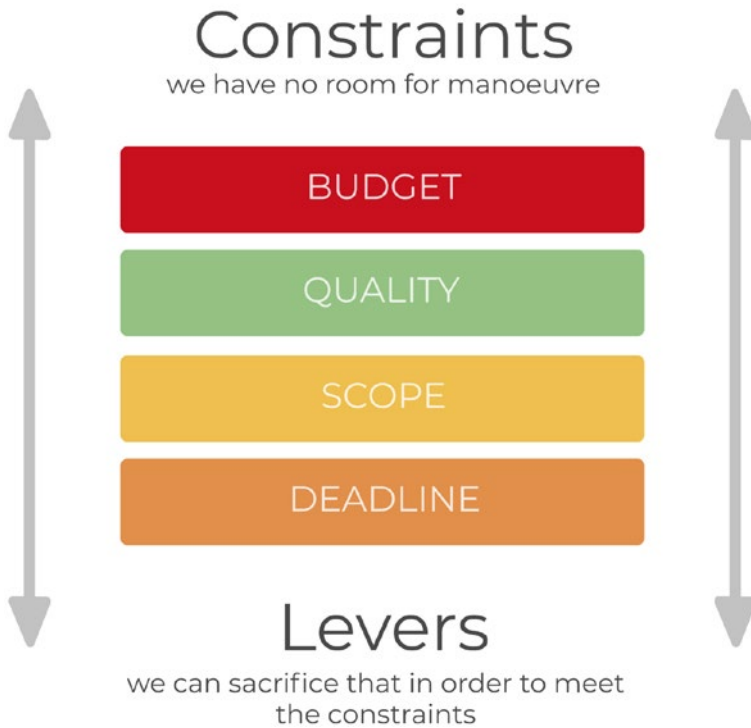 Constraints
we have no room for manoeuvre
BUDGET
QUALITY
SCOPE
DEADLINE
Levers
we can sacrifice that in order to meet
the constraints